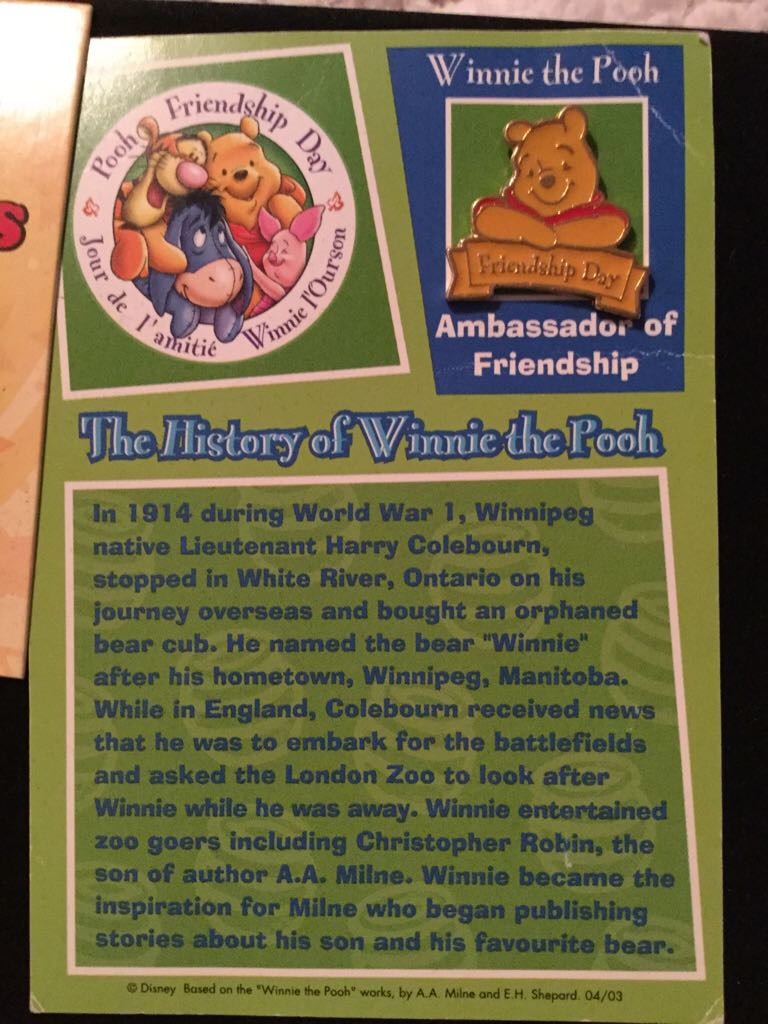 s
Pooh Friendship Day
Jour de l'amitié Winnie l'Ourson
Winnie the Pooh
Friendship Day
Ambassador of
Friendship
The History of Winnie the Pooh
In 1914 during World War 1, Winnipeg
native Lieutenant Harry Colebourn,
stopped in White River, Ontario on his
journey overseas and bought an orphaned
bear cub. He named the bear "Winnie"
after his hometown, Winnipeg, Manitoba.
While in England, Colebourn received news
that he was to embark for the battlefields
and asked the London Zoo to look after
Winnie while he was away. Winnie entertained
zoo goers including Christopher Robin, the
son of author A.A. Milne. Winnie became the
inspiration for Milne who began publishing
stories about his son and his favourite bear.
© Disney Based on the "Winnie the Pooh" works, by A.A. Milne and E.H. Shepard. 04/03